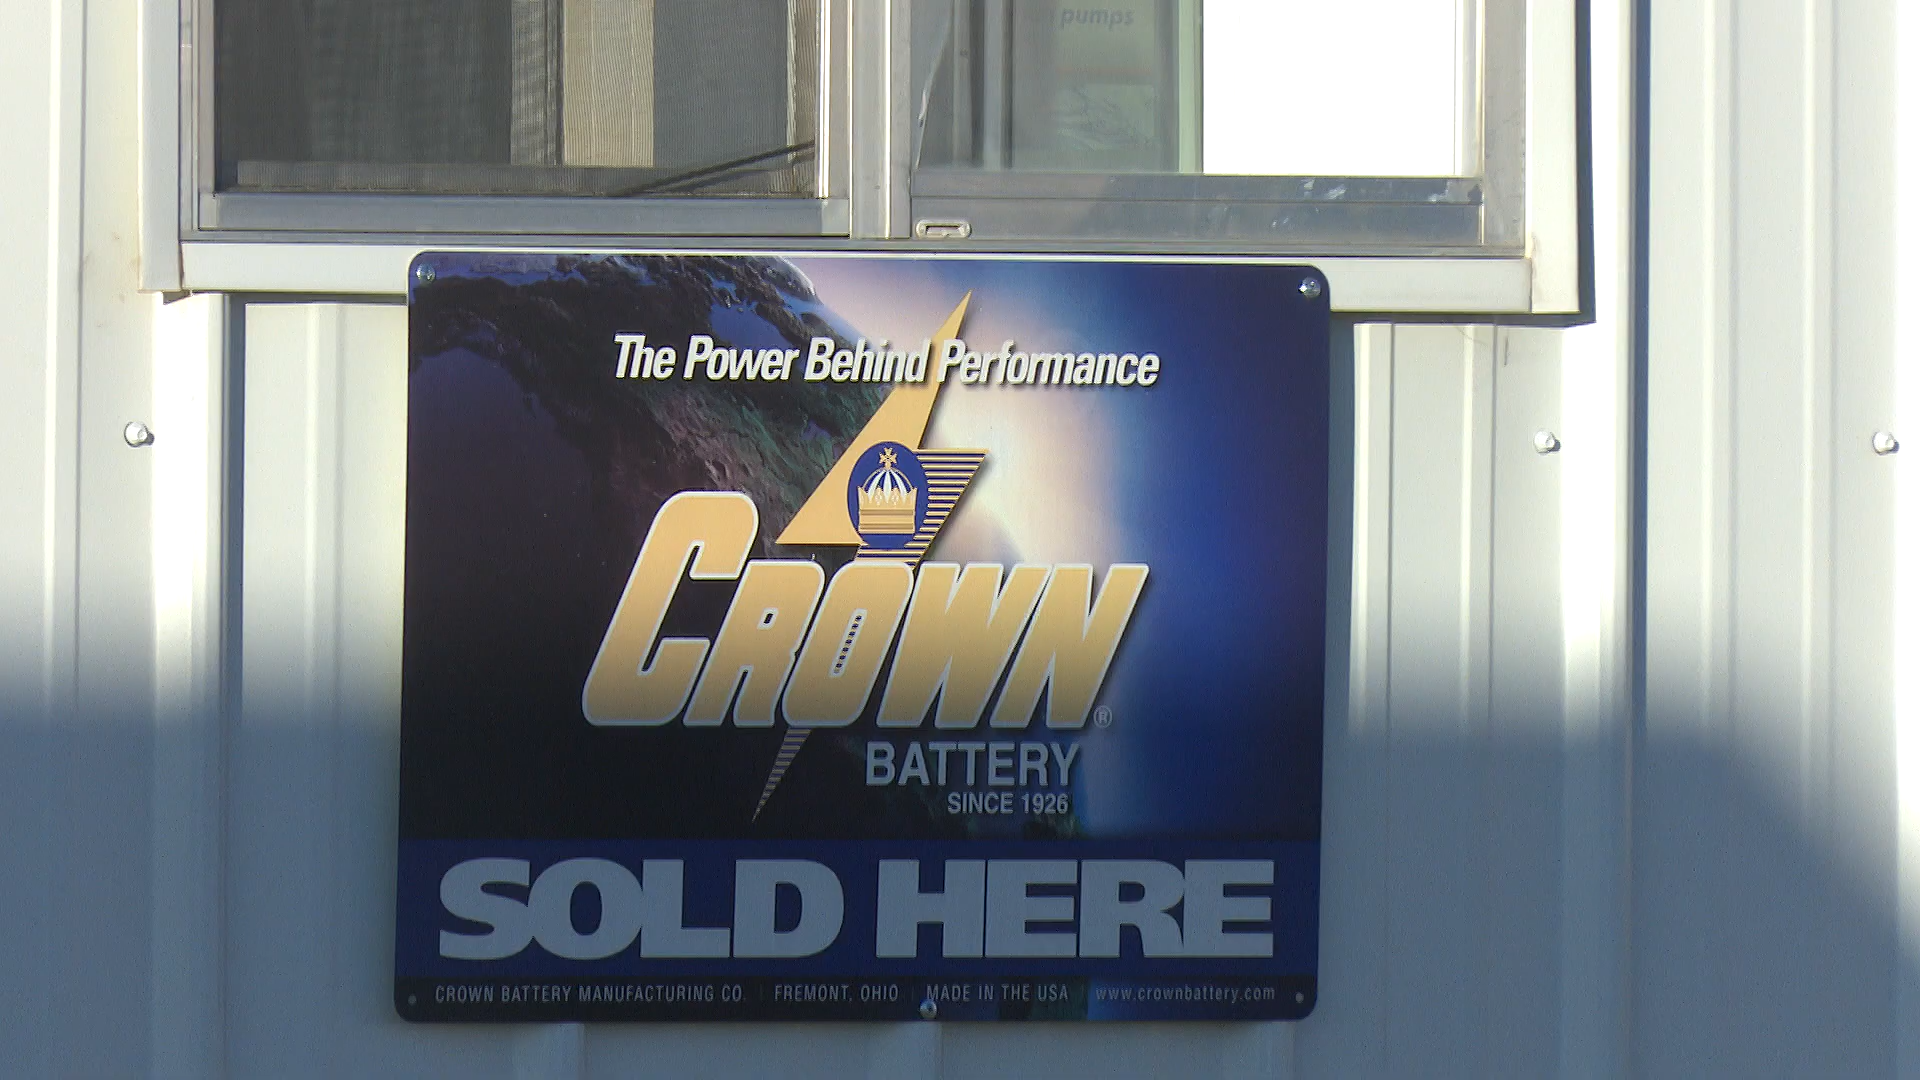 pumps
The Power Behind Performance
CROWN®
BATTERY
SINCE 1926
SOLD HERE
CROWN BATTERY MANUFACTURING CO. | FREMONT, OHIO | MADE IN THE USA | www.crownbattery.com